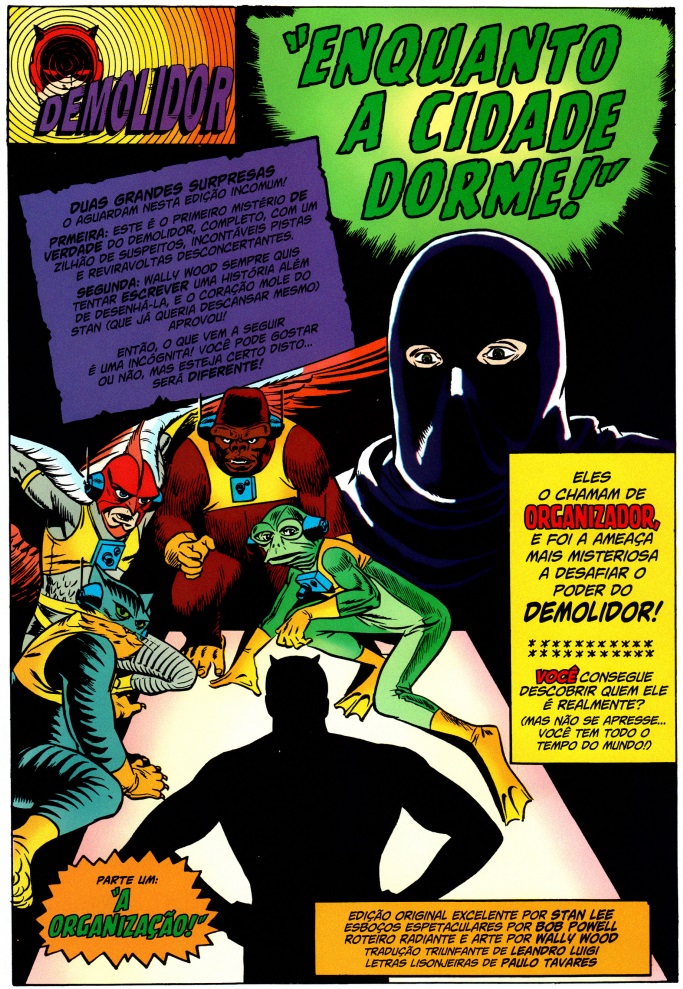 DEMOLIDOR
"ENQUANTO
A CIDADE
DORME!"
DUAS GRANDES SURPRESAS
O AGUARDAM NESTA EDIÇÃO INCOMUM!
PRMEIRA: ESTE É O PRIMEIRO MISTÉRIO DE
VERDADE DO DEMOLIDOR, COMPLETO, COM UM
ZILHÃO DE SUSPEITOS, INCONTÁVEIS PISTAS
E REVIRAVOLTAS DESCONCERTANTES.
SEGUNDA: WALLY WOOD SEMPRE QUIS
TENTAR ESCREVER UMA HISTÓRIA ALÉM
DE DESENHÁ-LA, E O CORAÇÃO MOLE DO
STAN (QUE JÁ QUERIA DESCANSAR MESMO)
APROVOU!
ENTÃO, O QUE VEM A SEGUIR
É UMA INCÓGNITA! VOCÊ PODE GOSTAR
OU NÃO, MAS ESTEJA CERTO DISTO...
SERÁ DIFERENTE!
ELES
O CHAMAM DE
ORGANIZADOR,
E FOI A AMEAÇA
MAIS MISTERIOSA
A DESAFIAR O
PODER DO
DEMOLIDOR!
VOCÊ CONSEGUE
DESCOBRIR QUEM ELE
É REALMENTE?
(MAS NÃO SE APRESSE...
VOCÊ TEM TODO O
TEMPO DO MUNDO!)
PARTE UM:
"A
ORGANIZAÇÃO!"
EDIÇÃO ORIGINAL EXCELENTE POR STAN LEE
ESBOÇOS ESPETACULARES POR BOB POWELL
ROTEIRO RADIANTE E ARTE POR WALLY WOOD
TRADUÇÃO TRIUNFANTE DE LEANDRO LUIGI
LETRAS LISONJEIRAS DE PAULO TAVARES